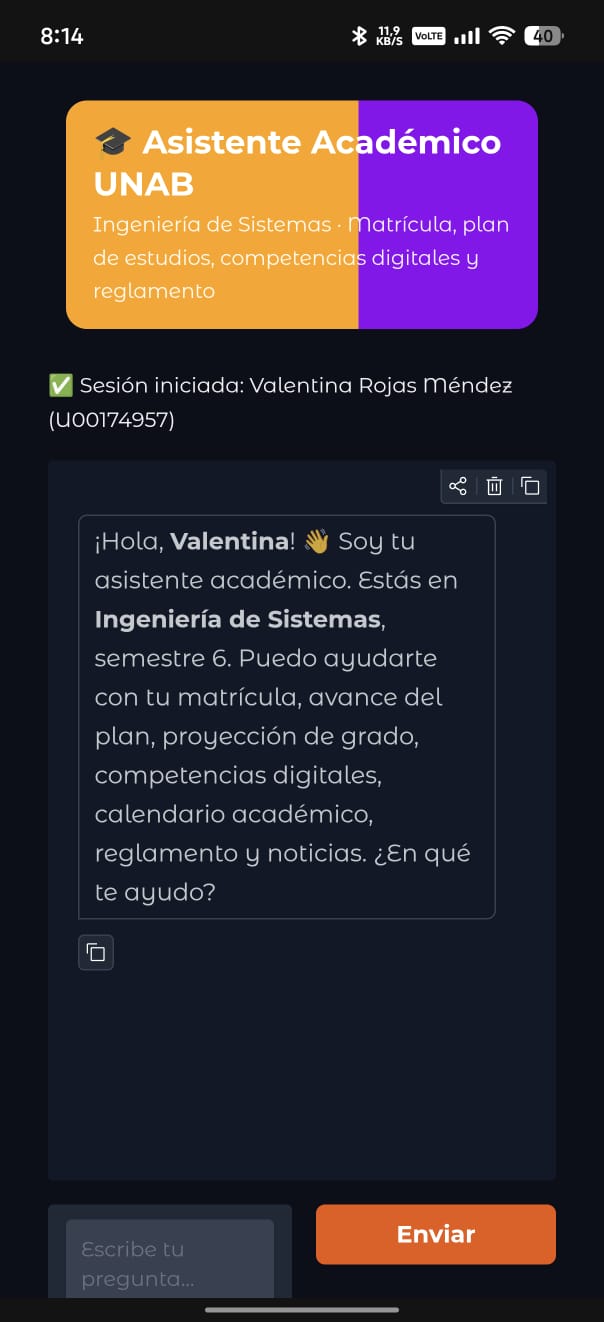 8:14
11,9
KB/S
VoLTE
40
🎓 Asistente Académico
UNAB
Ingeniería de Sistemas · Matrícula, plan
de estudios, competencias digitales y
reglamento
✅ Sesión iniciada: Valentina Rojas Méndez
(U00174957)
¡Hola, Valentina! 👋 Soy tu
asistente académico. Estás en
Ingeniería de Sistemas,
semestre 6. Puedo ayudarte
con tu matrícula, avance del
plan, proyección de grado,
competencias digitales,
calendario académico,
reglamento y noticias. ¿En qué
te ayudo?
Escribe tu
pregunta...
Enviar